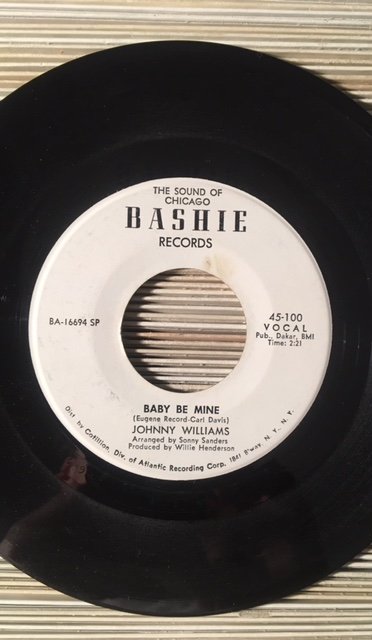 THE SOUND OF
CHICAGO
BASHIE
RECORDS
BA-16694 SP
45-100
VOCAL
Pub., Dakar, BMI
Time: 2:21
BABY BE MINE
(Eugene Record-Carl Davis)
JOHNNY WILLIAMS
Arranged by Sonny Sanders
Produced by Willie Henderson
Dist. by Cotillion, Div. of Atlantic Recording Corp. 1841 B'way, N. Y., N. Y.